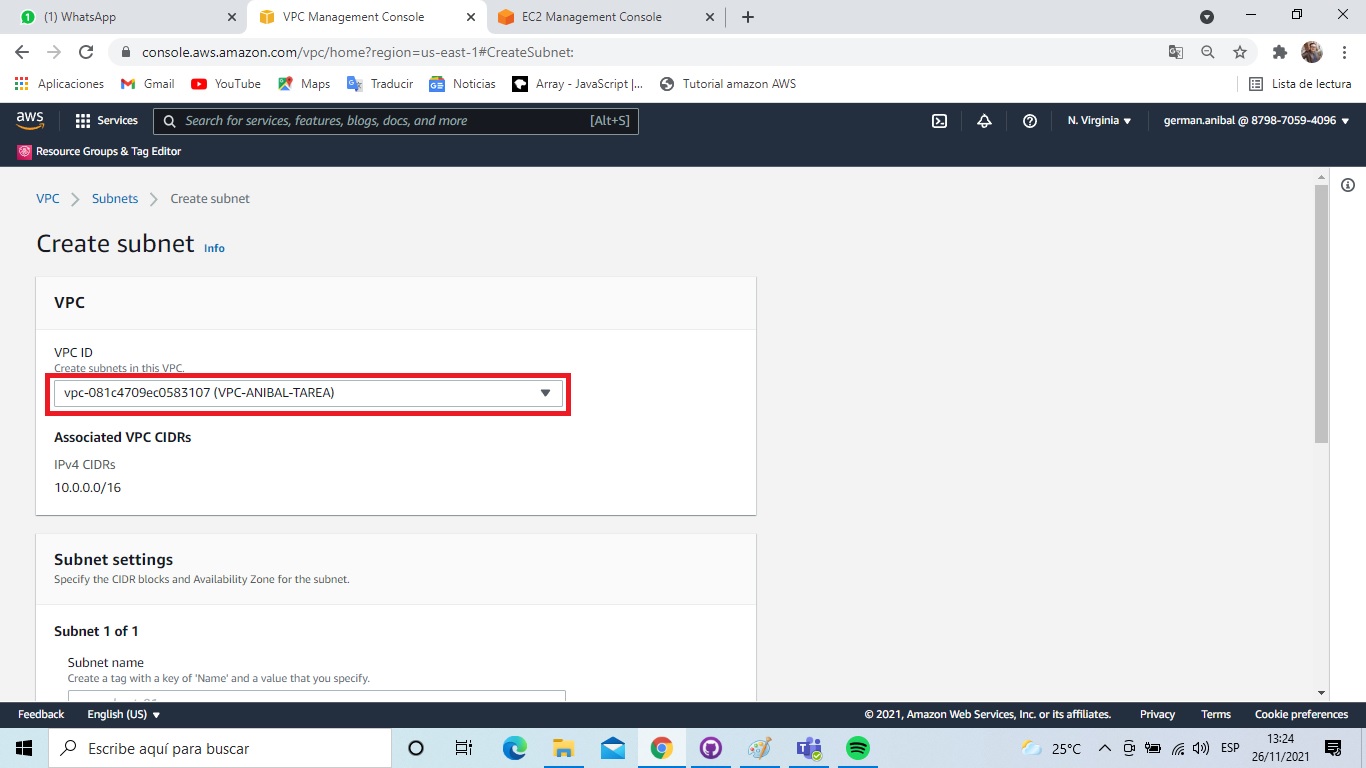 (1) WhatsApp
VPC Management Console
EC2 Management Console
console.aws.amazon.com/vpc/home?region=us-east-1#CreateSubnet:
Aplicaciones
Gmail
YouTube
Maps
Traducir
Noticias
Array - JavaScript |...
Tutorial amazon AWS
Lista de lectura
aws
Services
Search for services, features, blogs, docs, and more
[Alt+S]
N. Virginia
german.anibal @ 8798-7059-4096
Resource Groups & Tag Editor
VPC
Subnets
Create subnet
Create subnet
Info
VPC
VPC ID
Create subnets in this VPC.
vpc-081c4709ec0583107 (VPC-ANIBAL-TAREA)
Associated VPC CIDRs
IPv4 CIDRs
10.0.0.0/16
Subnet settings
Specify the CIDR blocks and Availability Zone for the subnet.
Subnet 1 of 1
Subnet name
Create a tag with a key of 'Name' and a value that you specify.
Feedback
English (US)
© 2021, Amazon Web Services, Inc. or its affiliates.
Privacy
Terms
Cookie preferences
Escribe aquí para buscar
25°C
ESP
13:24
26/11/2021